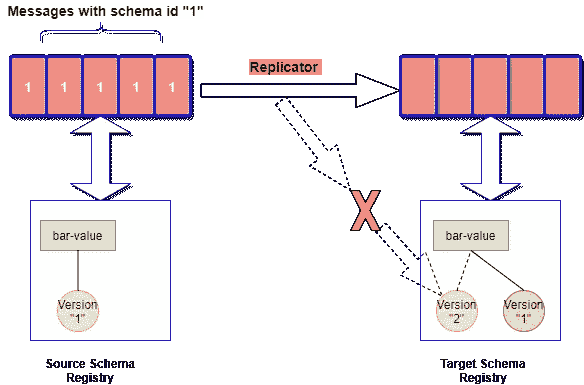 Messages with schema id "1"
1 1 1 1 1
Replicator
X
bar-value
Version
"1"
Source Schema
Registry
bar-value
Version
"2"
Version
"1"
Target Schema
Registry